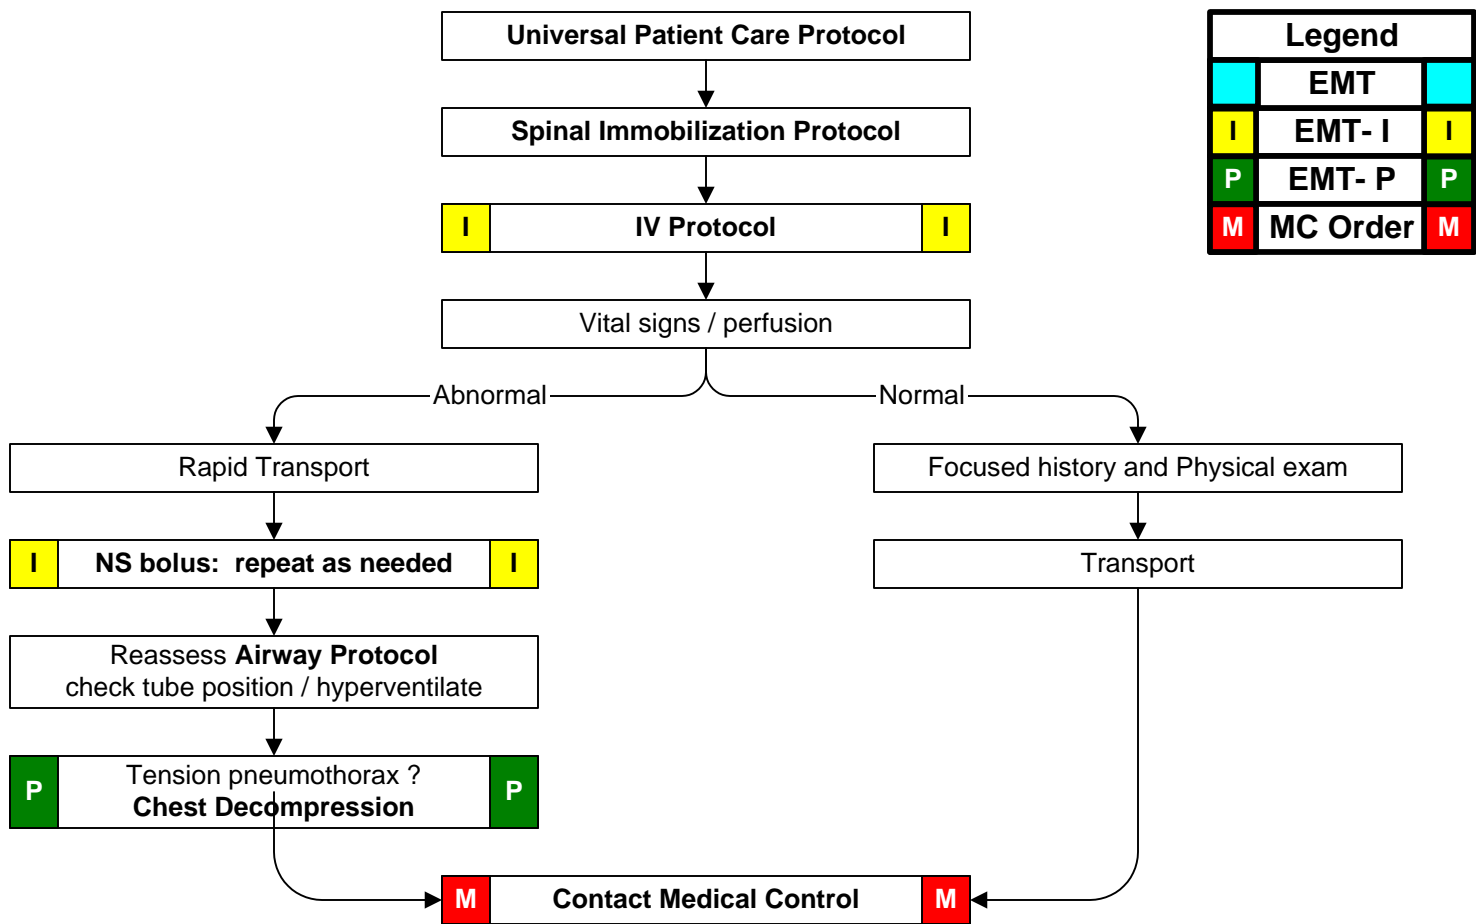 Universal Patient Care Protocol
Spinal Immobilization Protocol
I IV Protocol I
Vital signs / perfusion
Abnormal
Normal
Rapid Transport
Focused history and Physical exam
I NS bolus:  repeat as needed I
Transport
Reassess Airway Protocol
check tube position / hyperventilate
P Tension pneumothorax ? P
Chest Decompression
M Contact Medical Control M
Legend
EMT
I EMT- I I
P EMT- P P
M MC Order M